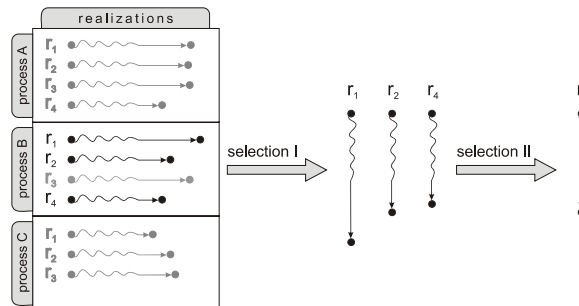 realizations
process A
r1
r2
r3
r4
process B
r1
r2
r3
r4
process C
r1
r2
r3
selection I
r1 r2 r4
selection II